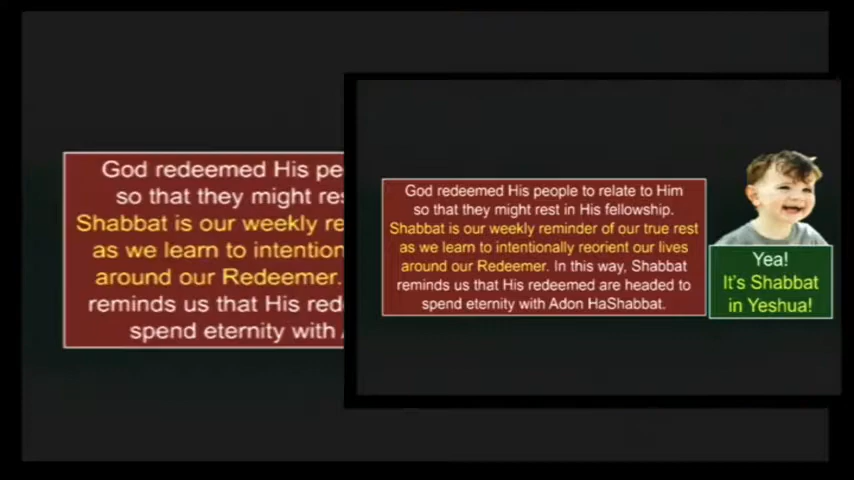 God redeemed His pe
so that they might res
Shabbat is our weekly re
as we learn to intention
around our Redeemer.
reminds us that His rede
spend eternity with A
God redeemed His people to relate to Him
so that they might rest in His fellowship.
Shabbat is our weekly reminder of our true rest
as we learn to intentionally reorient our lives
around our Redeemer. In this way, Shabbat
reminds us that His redeemed are headed to
spend eternity with Adon HaShabbat.
Yea!
It's Shabbat
in Yeshua!